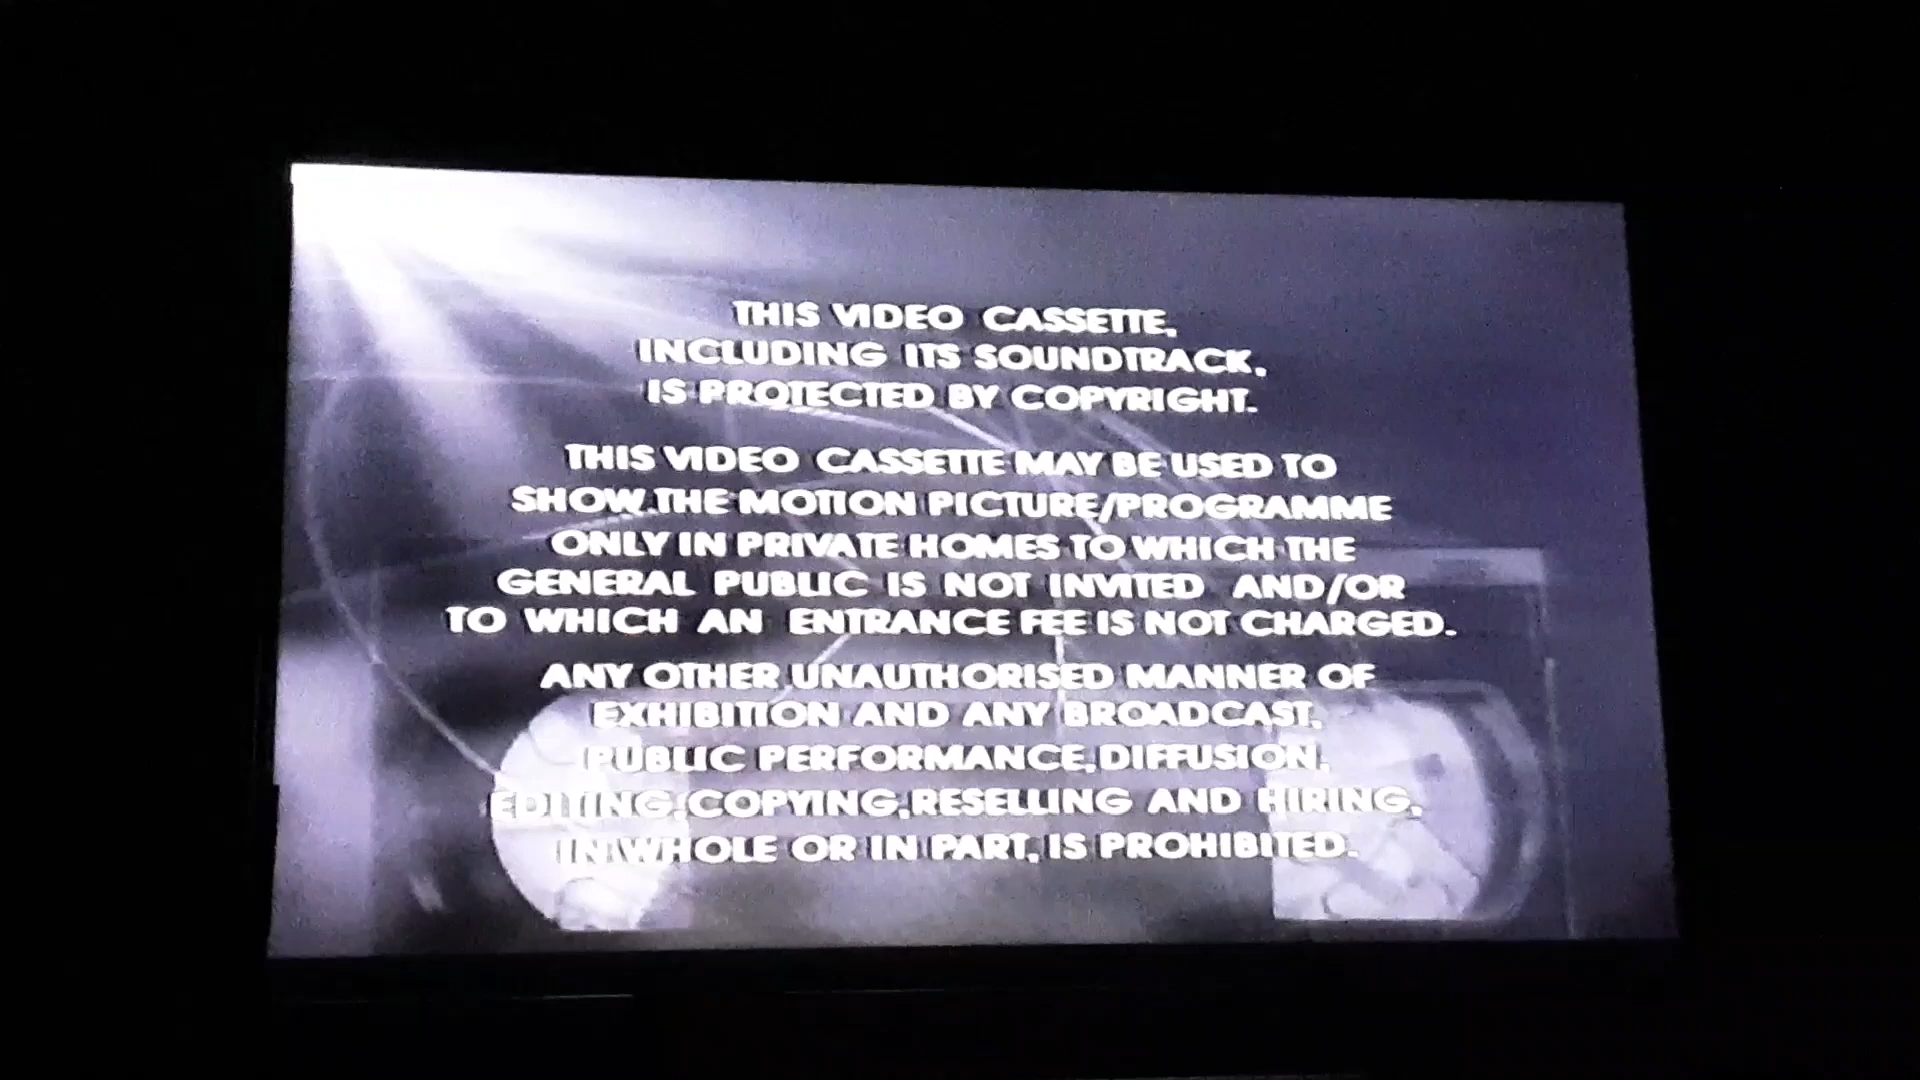 THIS VIDEO CASSETTE,
INCLUDING ITS SOUNDTRACK,
IS PROTECTED BY COPYRIGHT.
THIS VIDEO CASSETTE MAY BE USED TO
SHOW THE MOTION PICTURE/PROGRAMME
ONLY IN PRIVATE HOMES TO WHICH THE
GENERAL PUBLIC IS NOT INVITED AND/OR
TO WHICH AN ENTRANCE FEE IS NOT CHARGED.
ANY OTHER UNAUTHORISED MANNER OF
EXHIBITION AND ANY BROADCAST,
PUBLIC PERFORMANCE, DIFFUSION,
EDITING, COPYING, RESELLING AND HIRING,
IN WHOLE OR IN PART, IS PROHIBITED.